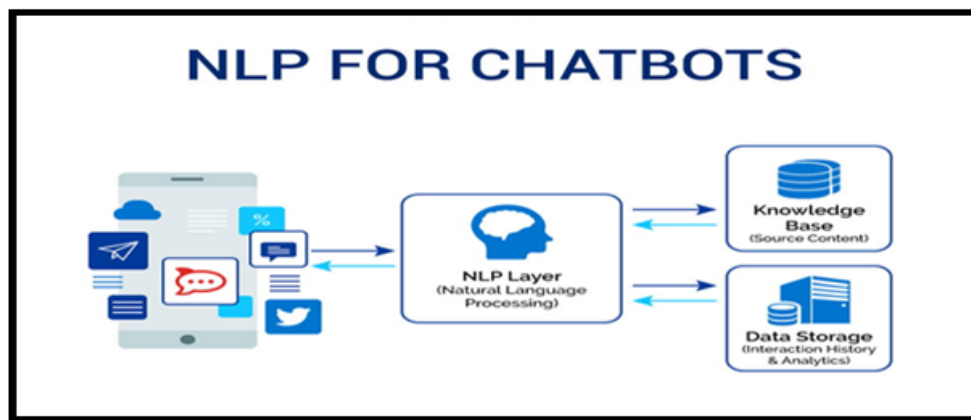 NLP FOR CHATBOTS
%
NLP Layer
(Natural Language
Processing)
Knowledge
Base
(Source Content)
Data Storage
(Interaction History
& Analytics)